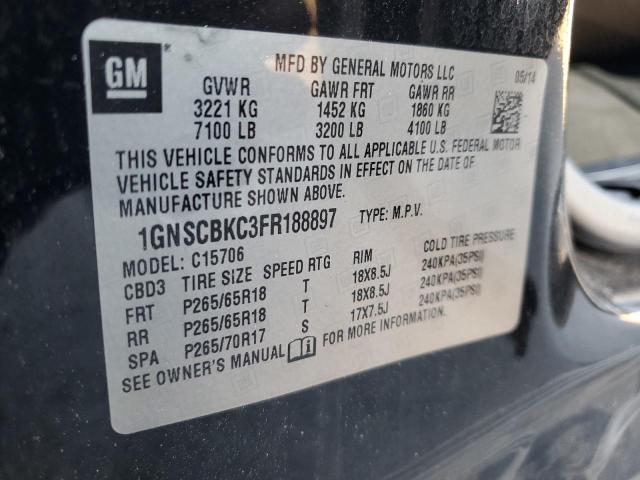 GM
MFD BY GENERAL MOTORS LLC 05/14
GVWR GAWR FRT GAWR RR
3221 KG 1452 KG 1860 KG
7100 LB 3200 LB 4100 LB
THIS VEHICLE CONFORMS TO ALL APPLICABLE U.S. FEDERAL MOTOR
VEHICLE SAFETY STANDARDS IN EFFECT ON THE DATE OF
MANUFACTURE SHOWN ABOVE.
1GNSCBKC3FR188897 TYPE: M.P.V.
MODEL: C15706
CBD3 TIRE SIZE SPEED RTG RIM COLD TIRE PRESSURE
FRT P265/65R18 T 18X8.5J 240KPA(35PSI)
RR P265/65R18 T 18X8.5J 240KPA(35PSI)
SPA P265/70R17 S 17X7.5J 240KPA(35PSI)
SEE OWNER'S MANUAL FOR MORE INFORMATION.